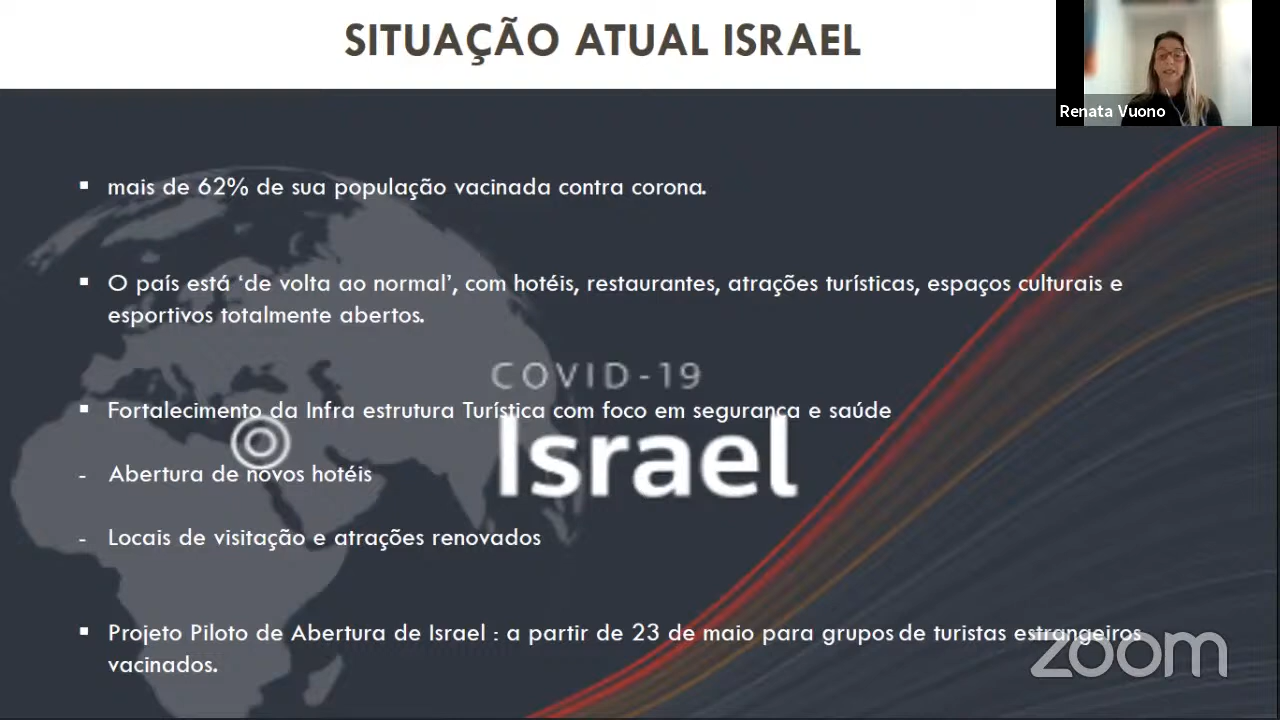 SITUAÇÃO ATUAL ISRAEL
Renata Vuono
▪ mais de 62% de sua população vacinada contra corona.
▪ O país está ‘de volta ao normal’, com hotéis, restaurantes, atrações turísticas, espaços culturais e
esportivos totalmente abertos.
COVID-19
▪ Fortalecimento da Infra estrutura Turística com foco em segurança e saúde
Israel
- Abertura de novos hotéis
- Locais de visitação e atrações renovados
▪ Projeto Piloto de Abertura de Israel : a partir de 23 de maio para grupos de turistas estrangeiros
vacinados.
zoom